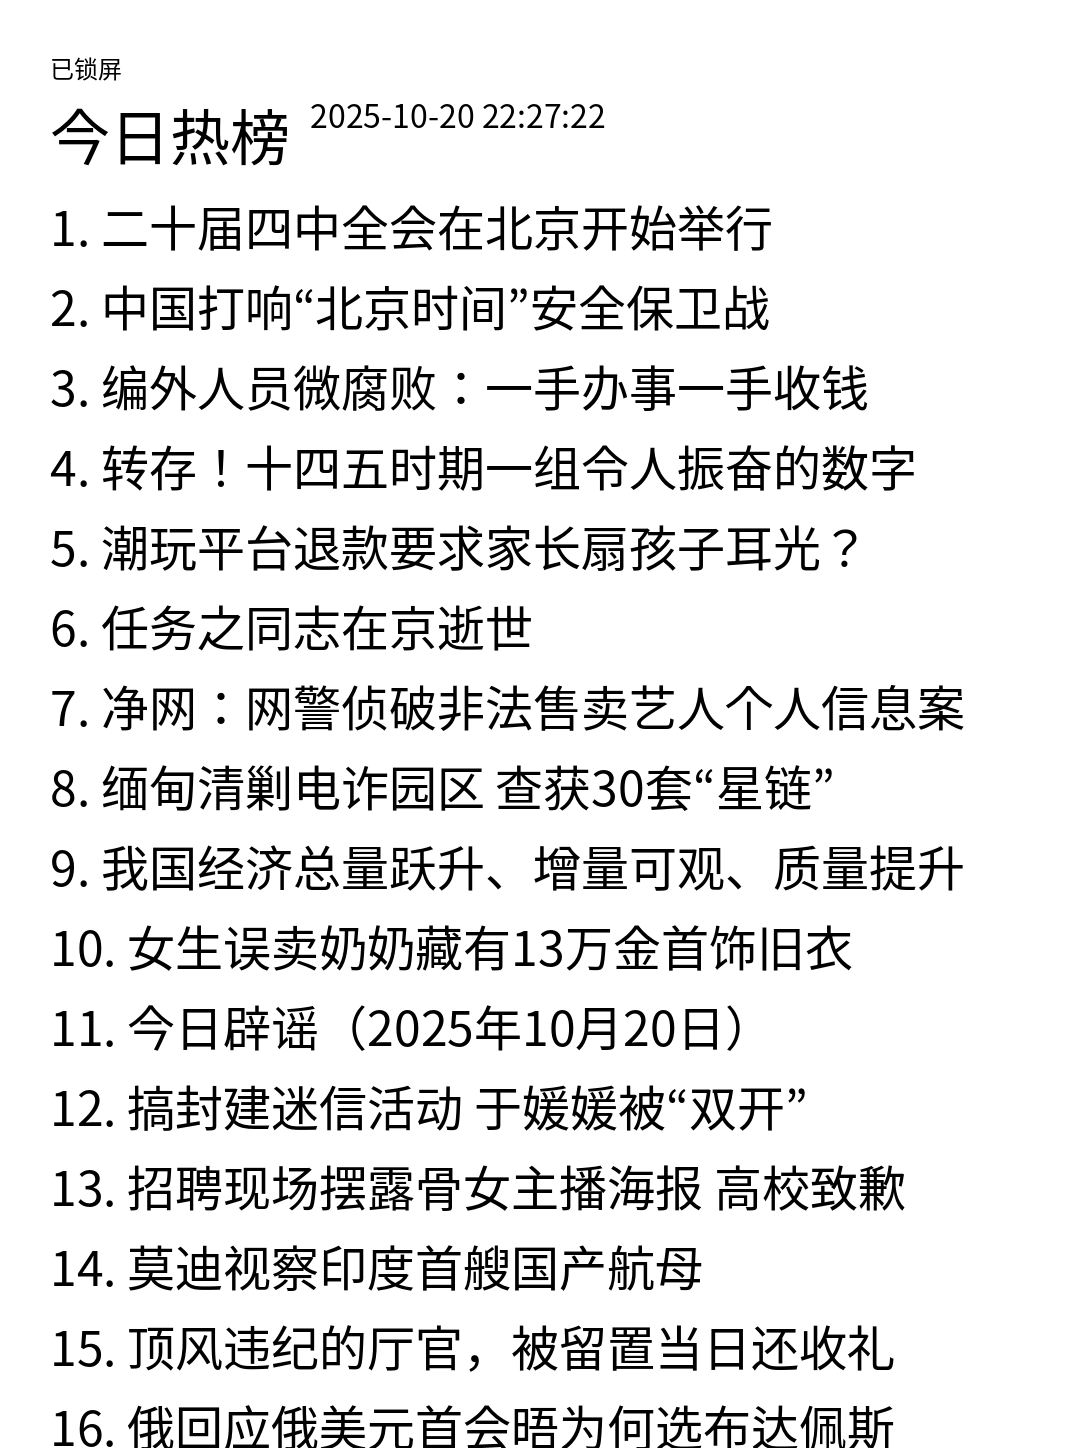 已锁屏
今日热榜 2025-10-20 22:27:22
1. 二十届四中全会在北京开始举行
2. 中国打响“北京时间”安全保卫战
3. 编外人员微腐败：一手办事一手收钱
4. 转存！十四五时期一组令人振奋的数字
5. 潮玩平台退款要求家长扇孩子耳光？
6. 任务之同志在京逝世
7. 净网：网警侦破非法售卖艺人个人信息案
8. 缅甸清剿电诈园区 查获30套“星链”
9. 我国经济总量跃升、增量可观、质量提升
10. 女生误卖奶奶藏有13万金首饰旧衣
11. 今日辟谣（2025年10月20日）
12. 搞封建迷信活动 于媛媛被“双开”
13. 招聘现场摆露骨女主播海报 高校致歉
14. 莫迪视察印度首艘国产航母
15. 顶风违纪的厅官，被留置当日还收礼
16. 俄回应俄美元首会晤为何选布达佩斯